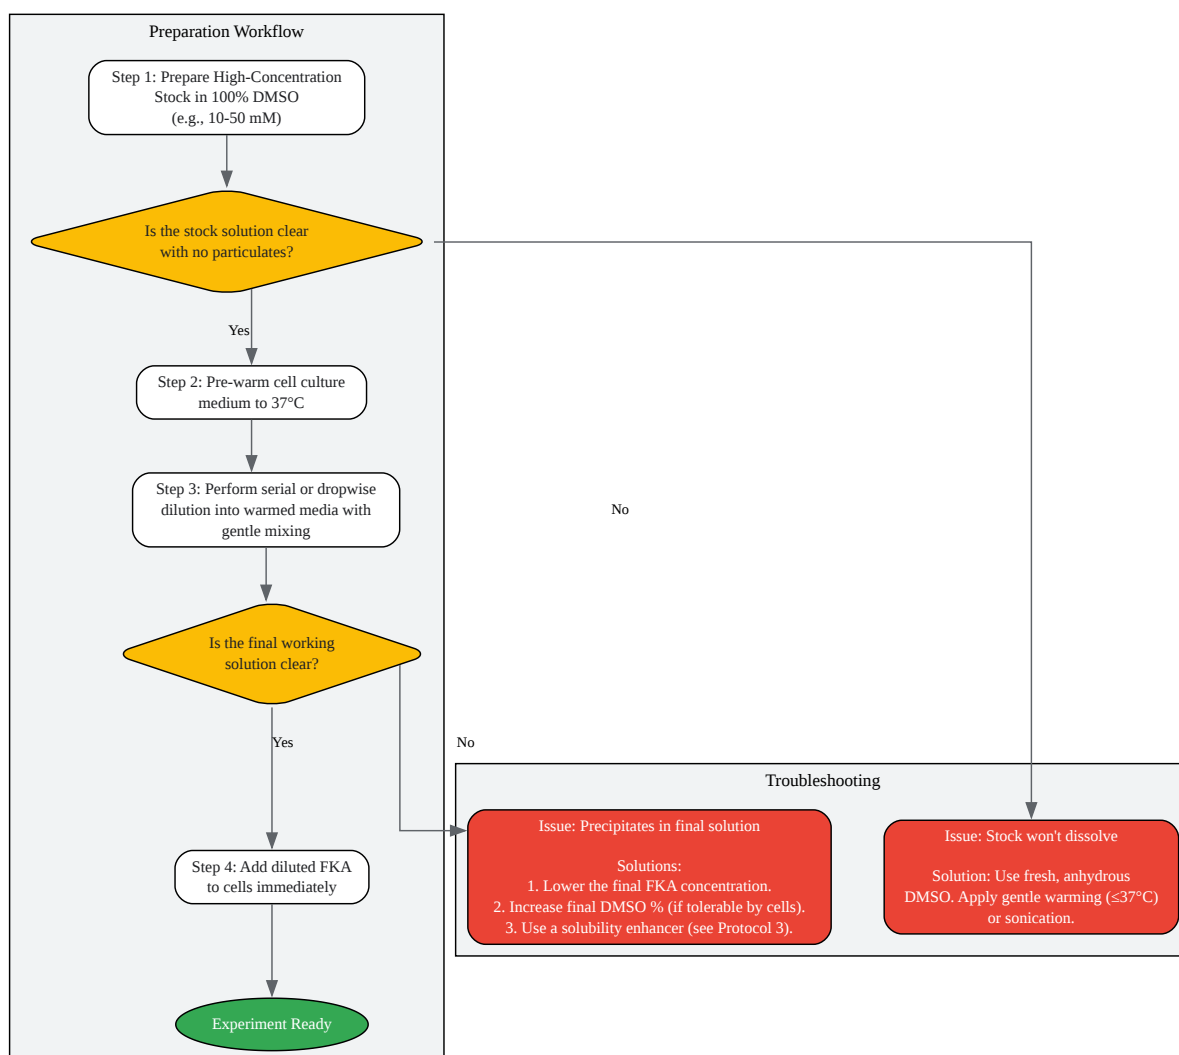 Preparation Workflow
Step 1: Prepare High-Concentration
Stock in 100% DMSO
(e.g., 10-50 mM)
Is the stock solution clear
with no particulates?
Yes
Step 2: Pre-warm cell culture
medium to 37°C
Step 3: Perform serial or dropwise
dilution into warmed media with
gentle mixing
No
Is the final working
solution clear?
Yes
No
Step 4: Add diluted FKA
to cells immediately
Experiment Ready
Troubleshooting
Issue: Precipitates in final solution
Solutions:
1. Lower the final FKA concentration.
2. Increase final DMSO % (if tolerable by cells).
3. Use a solubility enhancer (see Protocol 3).
Issue: Stock won't dissolve
Solution: Use fresh, anhydrous
DMSO. Apply gentle warming (≤37°C)
or sonication.